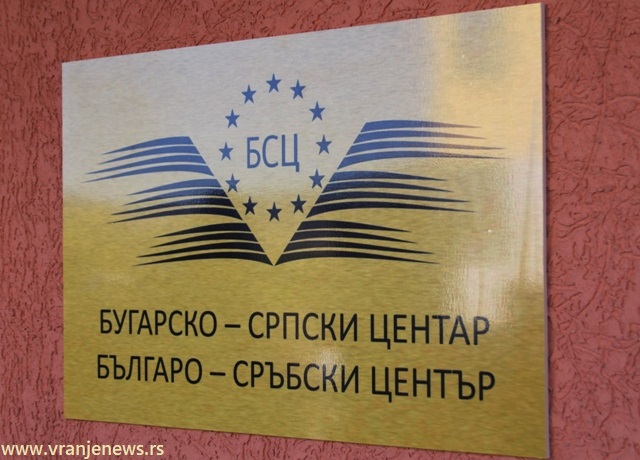 БСЦ
БУГАРСКО – СРПСКИ ЦЕНТАР
БЪЛГАРО – СРЪБСКИ ЦЕНТЪР
www.vranjenews.rs